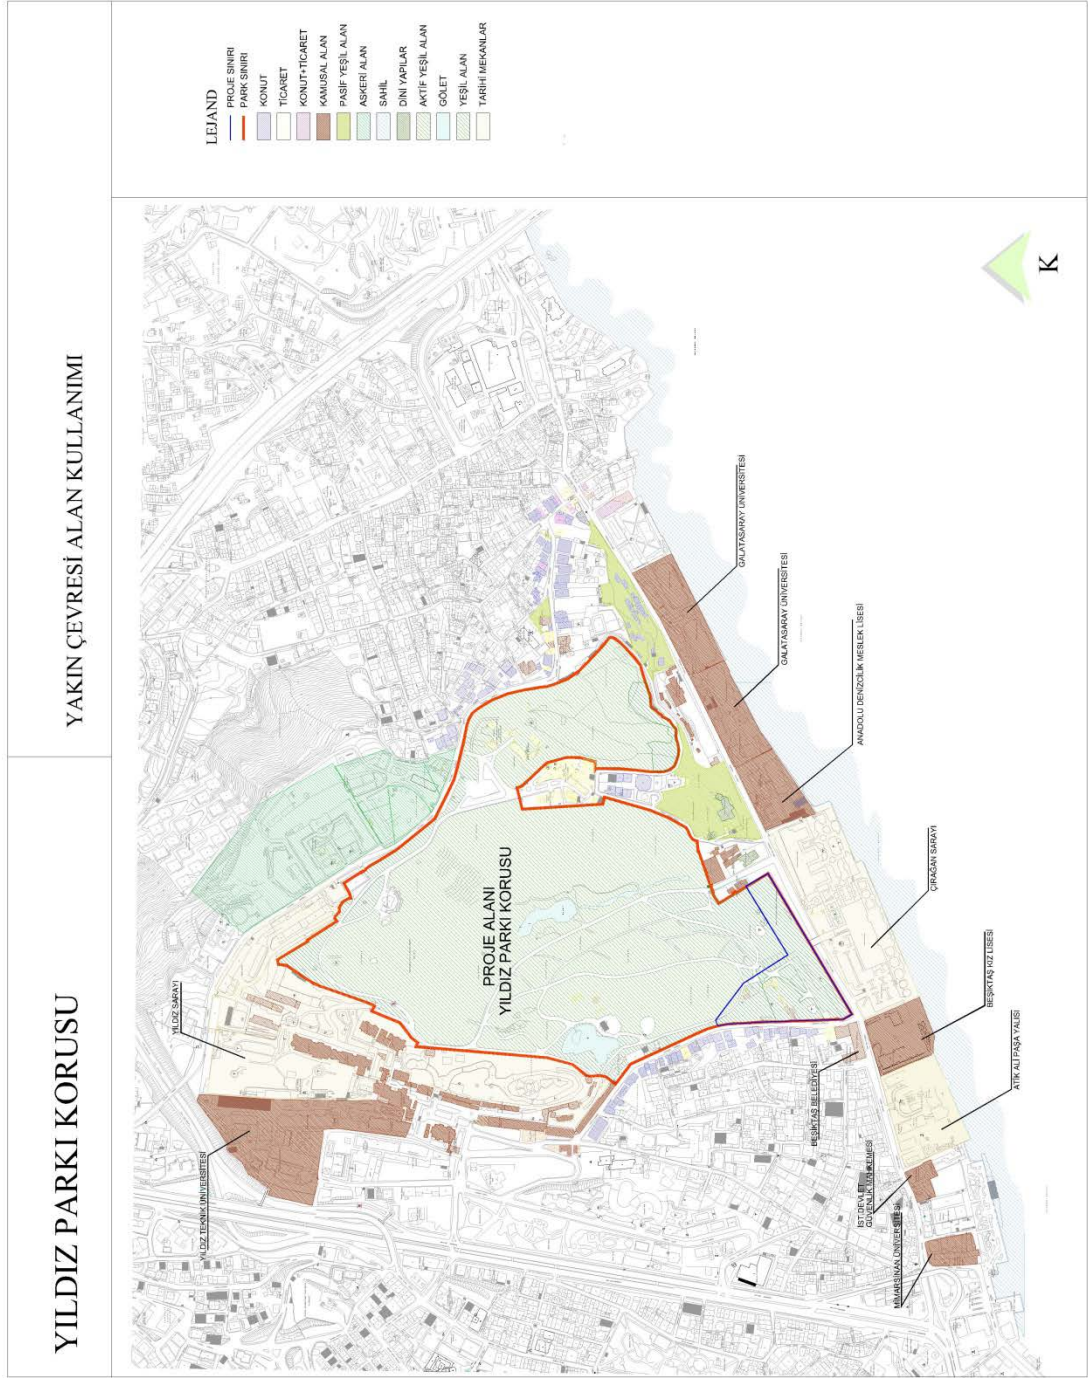 YILDIZ PARKI KORUSU
YAKIN ÇEVRESİ ALAN KULLANIMI
LEJAND
PROJE SINIRI
PARK SINIRI
KONUT
TİCARET
KONUT+TİCARET
KAMUSAL ALAN
PASİF YEŞİL ALAN
ASKERİ ALAN
SAHİL
DİNİ YAPILAR
AKTİF YEŞİL ALAN
GÖLET
YEŞİL ALAN
TARİHİ MEKANLAR
YILDIZ TEKNİK ÜNİVERSİTESİ
YILDIZ SARAYI
PROJE ALANI
YILDIZ PARKI KORUSU
GALATASARAY ÜNİVERSİTESİ
GALATASARAY ÜNİVERSİTESİ
ANADOLU DENİZCİLİK MESLEK LİSESİ
ÇIRAĞAN SARAYI
BEŞİKTAŞ KIZ LİSESİ
ATİK ALİ PAŞA YALISI
BEŞİKTAŞ BELEDİYESİ
İST.DEVLET
GÜVENLİK MAHKEMESİ
MİMARSİNAN ÜNİVERSİTESİ
K